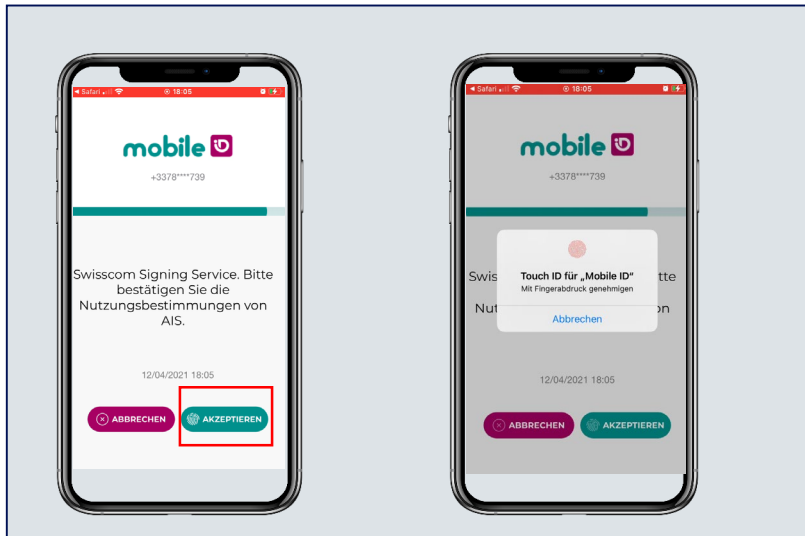 ◀ Safari 18:05
mobile iD
+3378****739
Swisscom Signing Service. Bitte
bestätigen Sie die
Nutzungsbestimmungen von
AIS.
12/04/2021 18:05
ABBRECHEN
AKZEPTIEREN
◀ Safari 18:05
mobile iD
+3378****739
Swis
tte
Touch ID für „Mobile ID“
Mit Fingerabdruck genehmigen
Nut
on
Abbrechen
12/04/2021 18:05
ABBRECHEN
AKZEPTIEREN